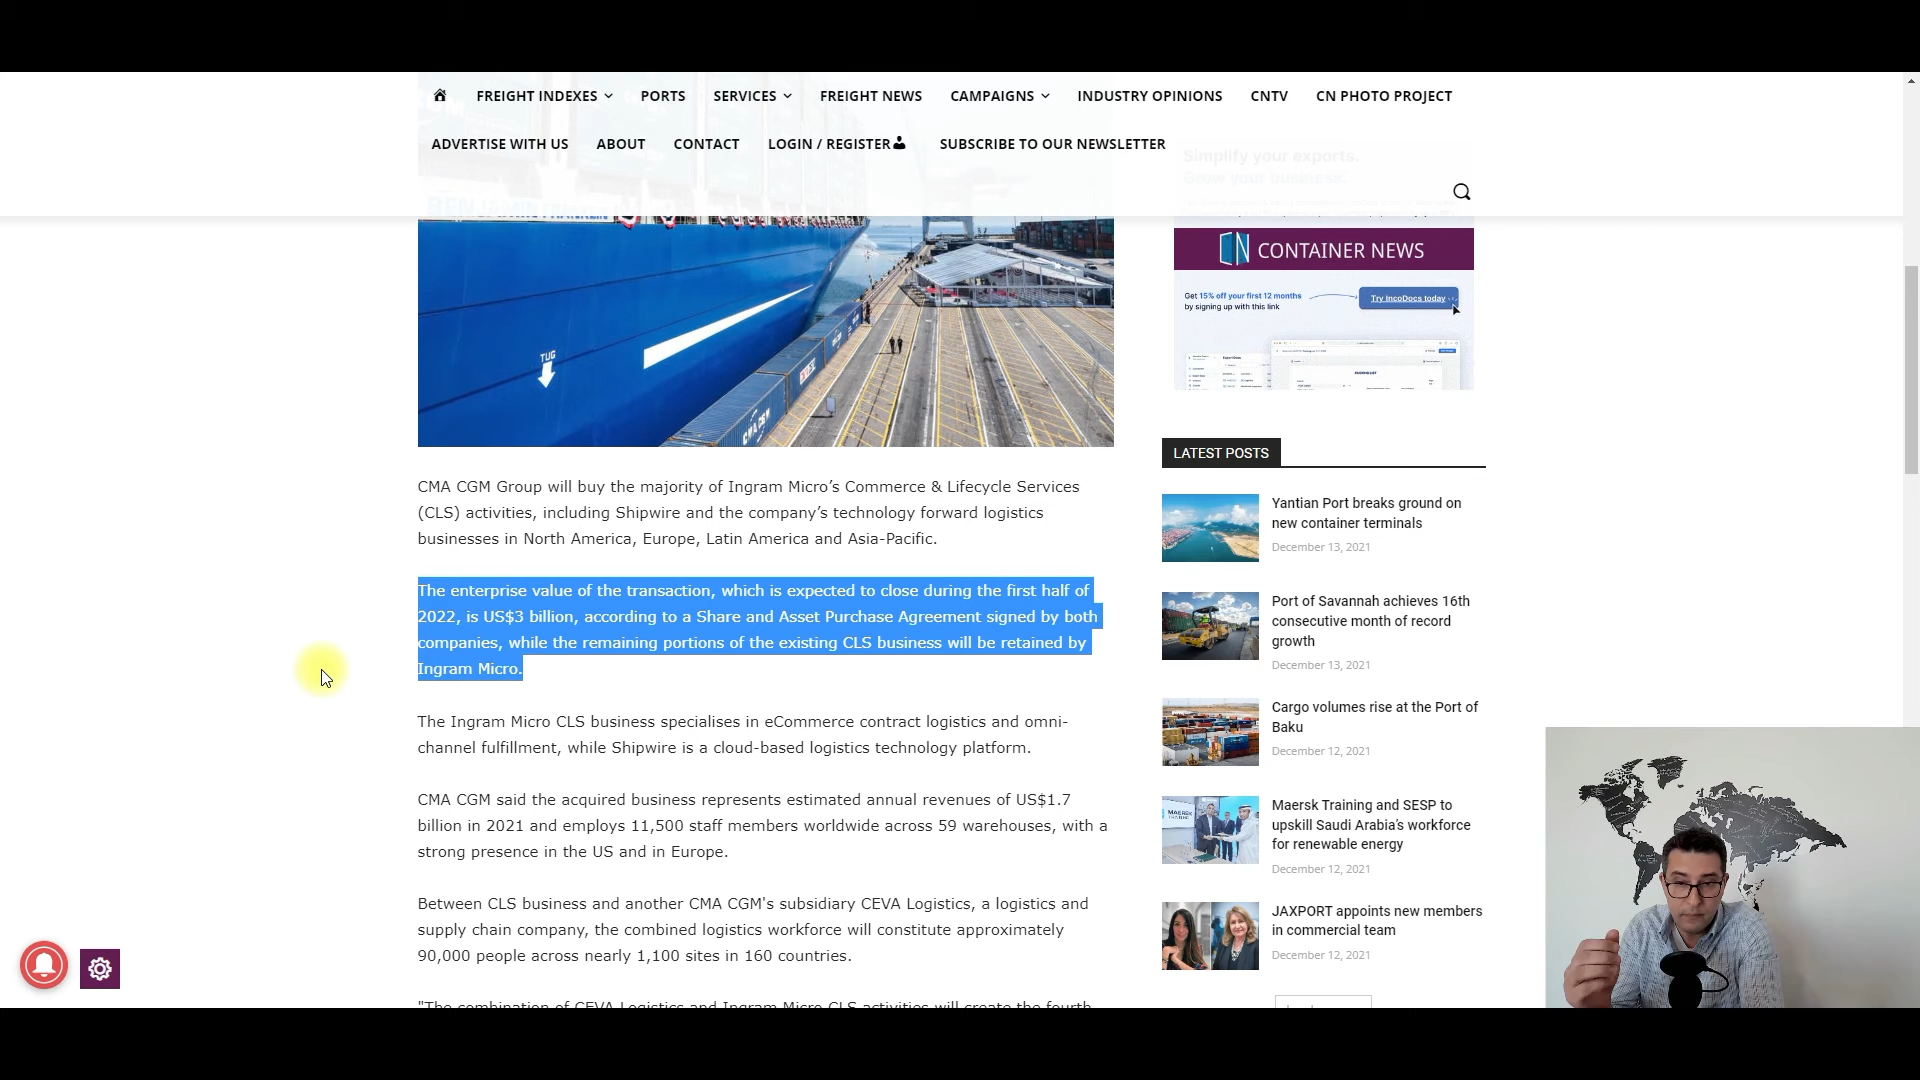 FREIGHT INDEXES PORTS SERVICES FREIGHT NEWS CAMPAIGNS INDUSTRY OPINIONS CNTV CN PHOTO PROJECT
ADVERTISE WITH US ABOUT CONTACT LOGIN / REGISTER SUBSCRIBE TO OUR NEWSLETTER
Simplify your exports.
Grow your business.
BENJAMIN FRANKLIN
TUG
CMA CGM
CMA CGM Group will buy the majority of Ingram Micro’s Commerce & Lifecycle Services
(CLS) activities, including Shipwire and the company’s technology forward logistics
businesses in North America, Europe, Latin America and Asia-Pacific.
The enterprise value of the transaction, which is expected to close during the first half of
2022, is US$3 billion, according to a Share and Asset Purchase Agreement signed by both
companies, while the remaining portions of the existing CLS business will be retained by
Ingram Micro.
The Ingram Micro CLS business specialises in eCommerce contract logistics and omni-
channel fulfillment, while Shipwire is a cloud-based logistics technology platform.
CMA CGM said the acquired business represents estimated annual revenues of US$1.7
billion in 2021 and employs 11,500 staff members worldwide across 59 warehouses, with a
strong presence in the US and in Europe.
Between CLS business and another CMA CGM's subsidiary CEVA Logistics, a logistics and
supply chain company, the combined logistics workforce will constitute approximately
90,000 people across nearly 1,100 sites in 160 countries.
"The combination of CEVA Logistics and Ingram Micro CLS activities will create the fourth
CN CONTAINER NEWS
Get 15% off your first 12 months
by signing up with this link
Try IncoDocs today
LATEST POSTS
Yantian Port breaks ground on
new container terminals
December 13, 2021
Port of Savannah achieves 16th
consecutive month of record
growth
December 13, 2021
Cargo volumes rise at the Port of
Baku
December 12, 2021
MAERSK
TRAINING
Maersk Training and SESP to
upskill Saudi Arabia’s workforce
for renewable energy
December 12, 2021
JAXPORT appoints new members
in commercial team
December 12, 2021